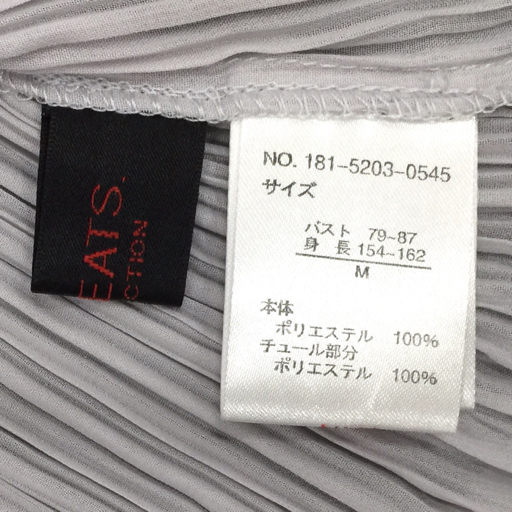 EATS.
CTION
NO. 181-5203-0545
サイズ
バスト 79~87
身 長 154~162
M
本体
ポリエステル 100%
チュール部分
ポリエステル 100%